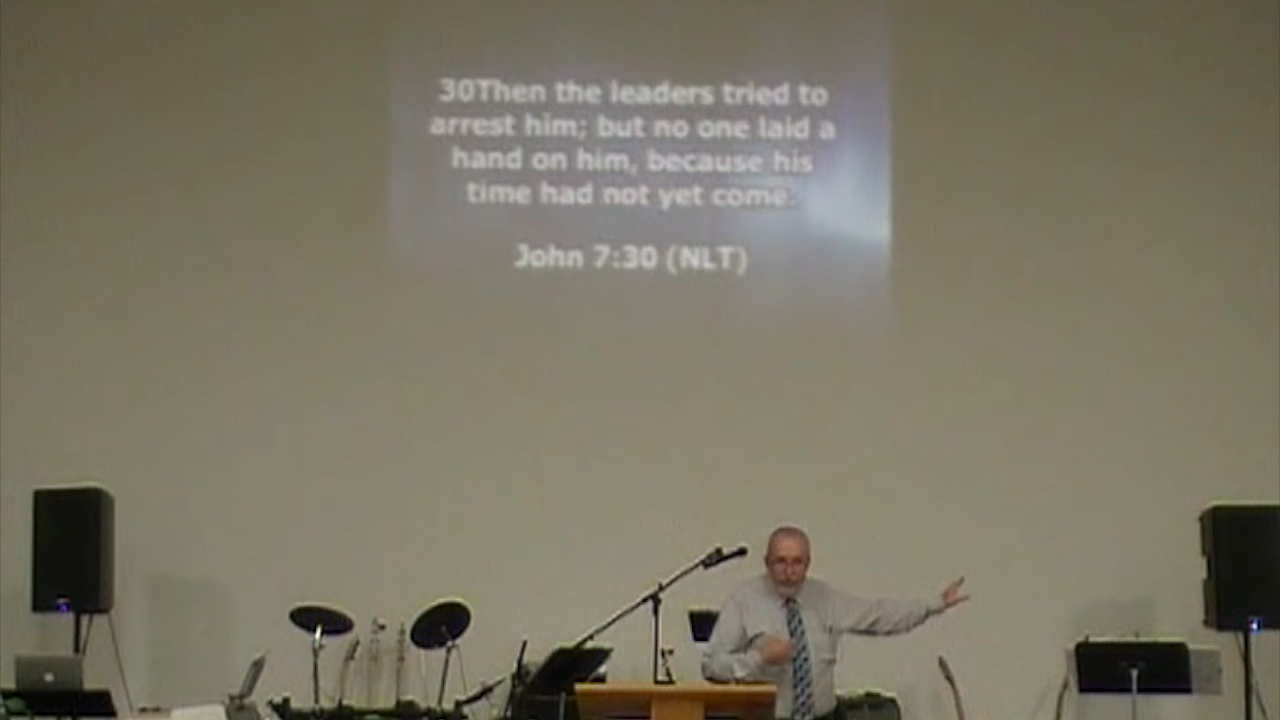 30Then the leaders tried to
arrest him; but no one laid a
hand on him, because his
time had not yet come.
John 7:30 (NLT)